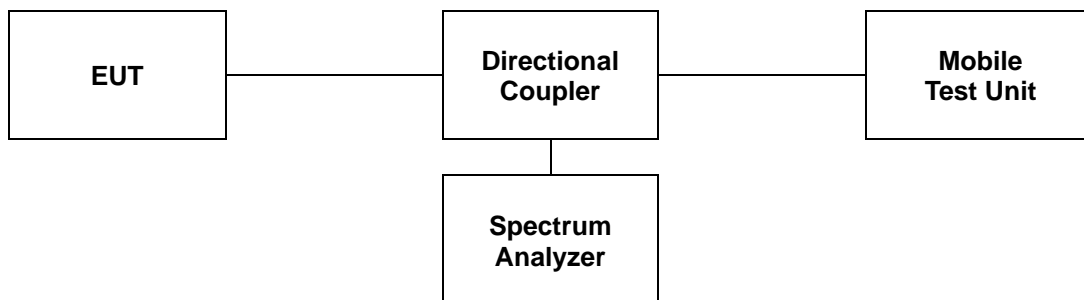 EUT
Directional
Coupler
Mobile
Test Unit
Spectrum
Analyzer